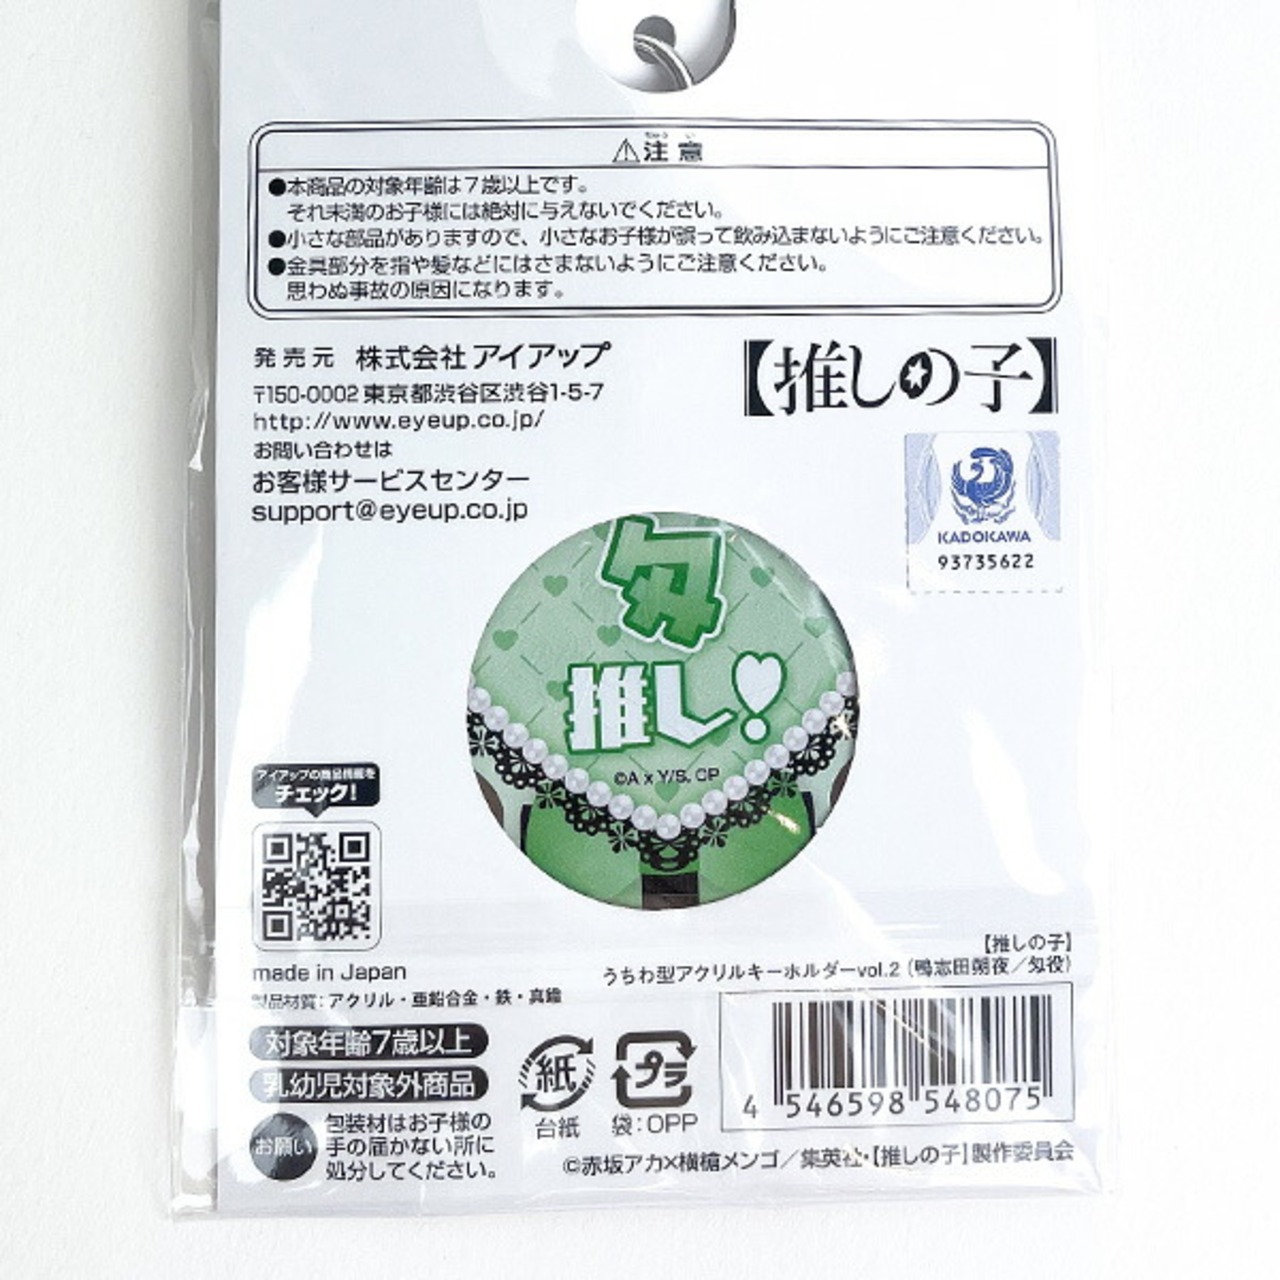 ⚠注意
●本商品の対象年齢は7歳以上です。
それ未満のお子様には絶対に与えないでください。
●小さな部品がありますので、小さなお子様が誤って飲み込まないようにご注意ください。
●金具部分を指や髪などにはさまないようにご注意ください。
思わぬ事故の原因になります。
発売元 株式会社アイアップ
〒150-0002 東京都渋谷区渋谷1-5-7
http://www.eyeup.co.jp/
お問い合わせは
お客様サービスセンター
support@eyeup.co.jp
【推しの子】
KADOKAWA
93735622
匁
推し!
©A x Y/S, CP
アイアップの商品情報を
チェック!
made in Japan
製品材質:アクリル・亜鉛合金・鉄・真鍮
対象年齢7歳以上
乳幼児対象外商品
お願い
包装材はお子様の
手の届かない所に
処分してください。
紙
台紙
プラ
袋:OPP
【推しの子】
うちわ型アクリルキーホルダーvol.2(鴨志田朔夜/匁役)
4 546598 548075
©赤坂アカ×横槍メンゴ/集英社・【推しの子】製作委員会